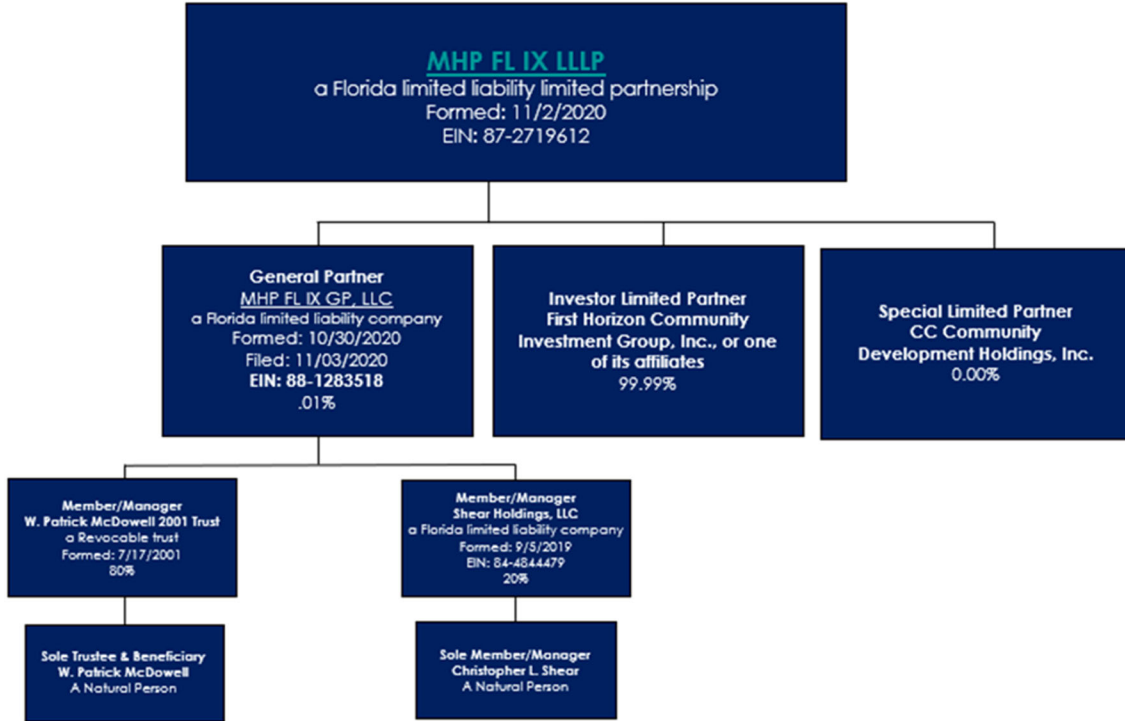 MHP FL IX LLLP
a Florida limited liability limited partnership
Formed: 11/2/2020
EIN: 87-2719612
General Partner
MHP FL IX GP, LLC
a Florida limited liability company
Formed: 10/30/2020
Filed: 11/03/2020
EIN: 88-1283518
.01%
Investor Limited Partner
First Horizon Community
Investment Group, Inc., or one
of its affiliates
99.99%
Special Limited Partner
CC Community
Development Holdings, Inc.
0.00%
Member/Manager
W. Patrick McDowell 2001 Trust
a Revocable trust
Formed: 7/17/2001
80%
Member/Manager
Shear Holdings, LLC
a Florida limited liability company
Formed: 9/5/2019
EIN: 84-4844479
20%
Sole Trustee & Beneficiary
W. Patrick McDowell
A Natural Person
Sole Member/Manager
Christopher L. Shear
A Natural Person